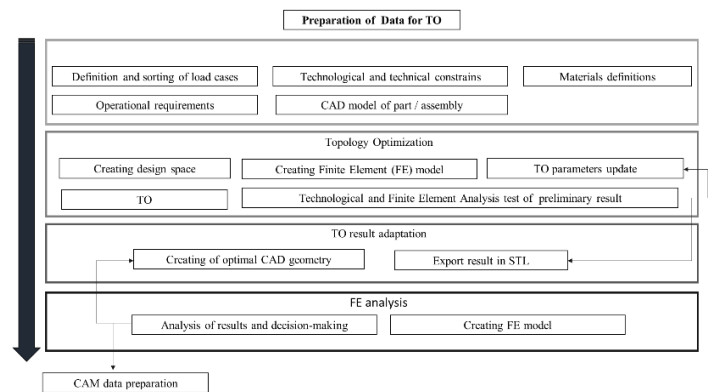 Preparation of Data for TO
Definition and sorting of load cases
Technological and technical constrains
Materials definitions
Operational requirements
CAD model of part / assembly
Topology Optimization
Creating design space
Creating Finite Element (FE) model
TO parameters update
TO
Technological and Finite Element Analysis test of preliminary result
TO result adaptation
Creating of optimal CAD geometry
Export result in STL
FE analysis
Analysis of results and decision-making
Creating FE model
CAM data preparation